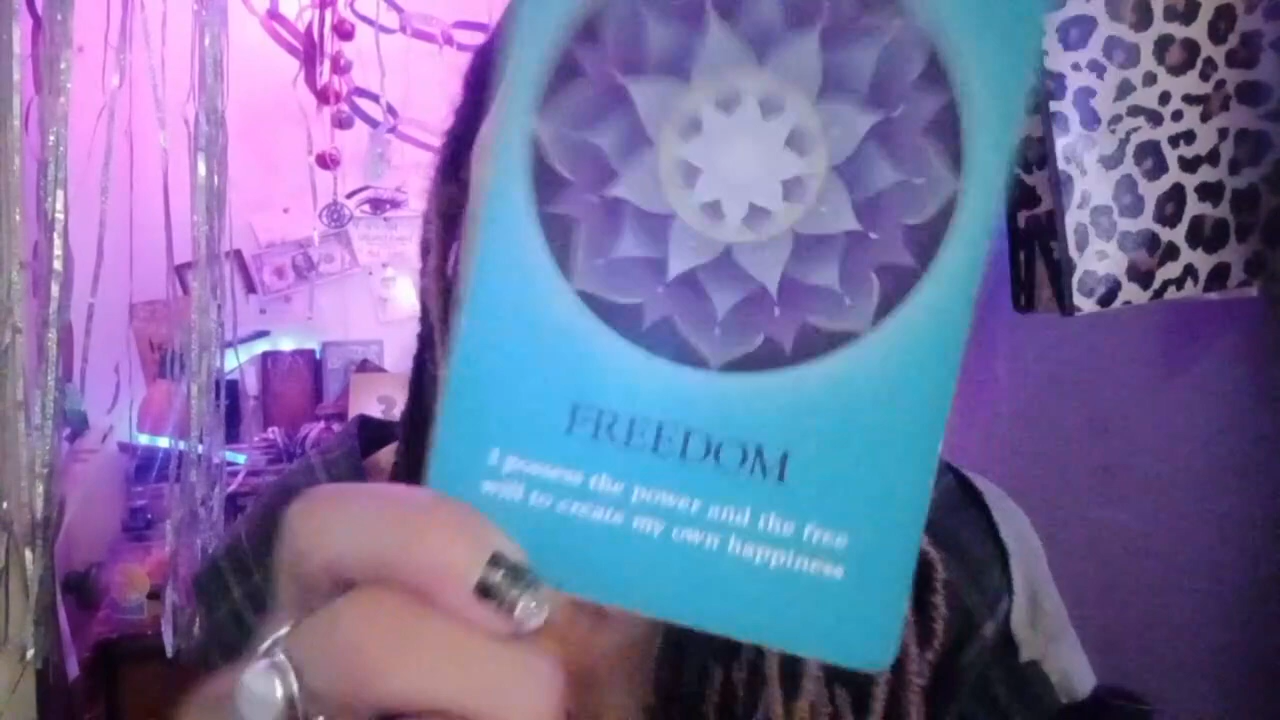 FREEDOM
I possess the power and the free
will to create my own happiness